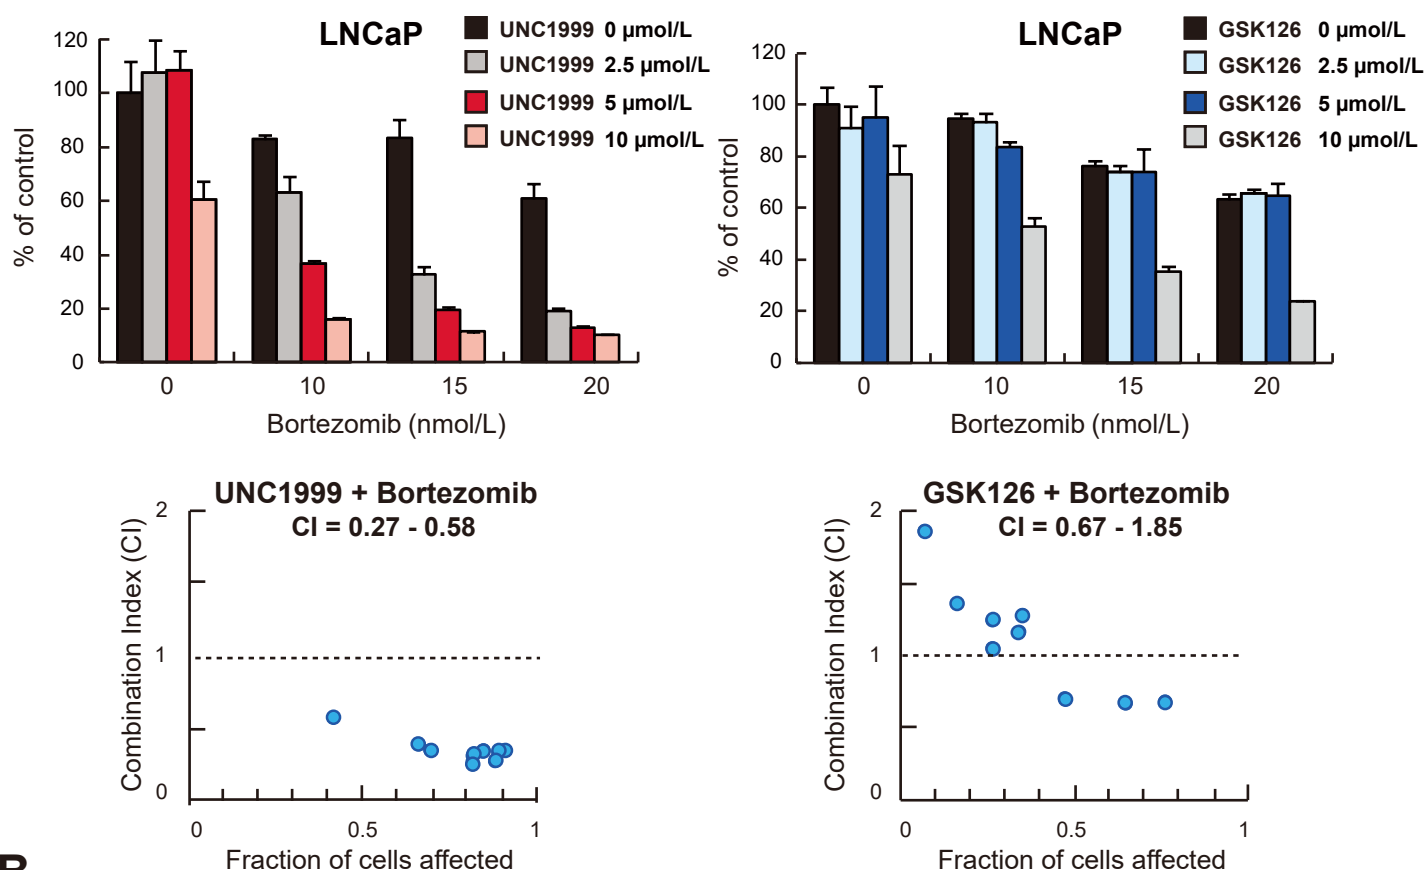 LNCaP
UNC1999 0 µmol/L
UNC1999 2.5 µmol/L
UNC1999 5 µmol/L
UNC1999 10 µmol/L
% of control
120
100
80
60
40
20
0
0 10 15 20
Bortezomib (nmol/L)
LNCaP
GSK126 0 µmol/L
GSK126 2.5 µmol/L
GSK126 5 µmol/L
GSK126 10 µmol/L
% of control
120
100
80
60
40
20
0
0 10 15 20
Bortezomib (nmol/L)
UNC1999 + Bortezomib
CI = 0.27 - 0.58
Combination Index (CI)
2
1
0
0 0.5 1
Fraction of cells affected
GSK126 + Bortezomib
CI = 0.67 - 1.85
Combination Index (CI)
2
1
0
0 0.5 1
Fraction of cells affected